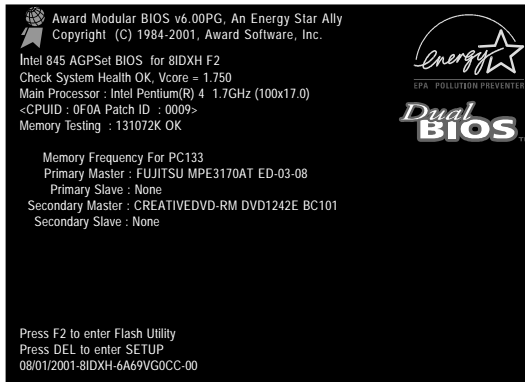 Award Modular BIOS v6.00PG, An Energy Star Ally
Copyright (C) 1984-2001, Award Software, Inc.
Intel 845 AGPSet BIOS for 8IDXH F2
Check System Health OK, Vcore = 1.750
Main Processor : Intel Pentium(R) 4 1.7GHz (100x17.0)
<CPUID : 0F0A Patch ID : 0009>
Memory Testing : 131072K OK
Memory Frequency For PC133
Primary Master : FUJITSU MPE3170AT ED-03-08
Primary Slave : None
Secondary Master : CREATIVEDVD-RM DVD1242E BC101
Secondary Slave : None
Press F2 to enter Flash Utility
Press DEL to enter SETUP
08/01/2001-8IDXH-6A69VG0CC-00
energy
EPA POLLUTION PREVENTER
Dual
BIOS TM